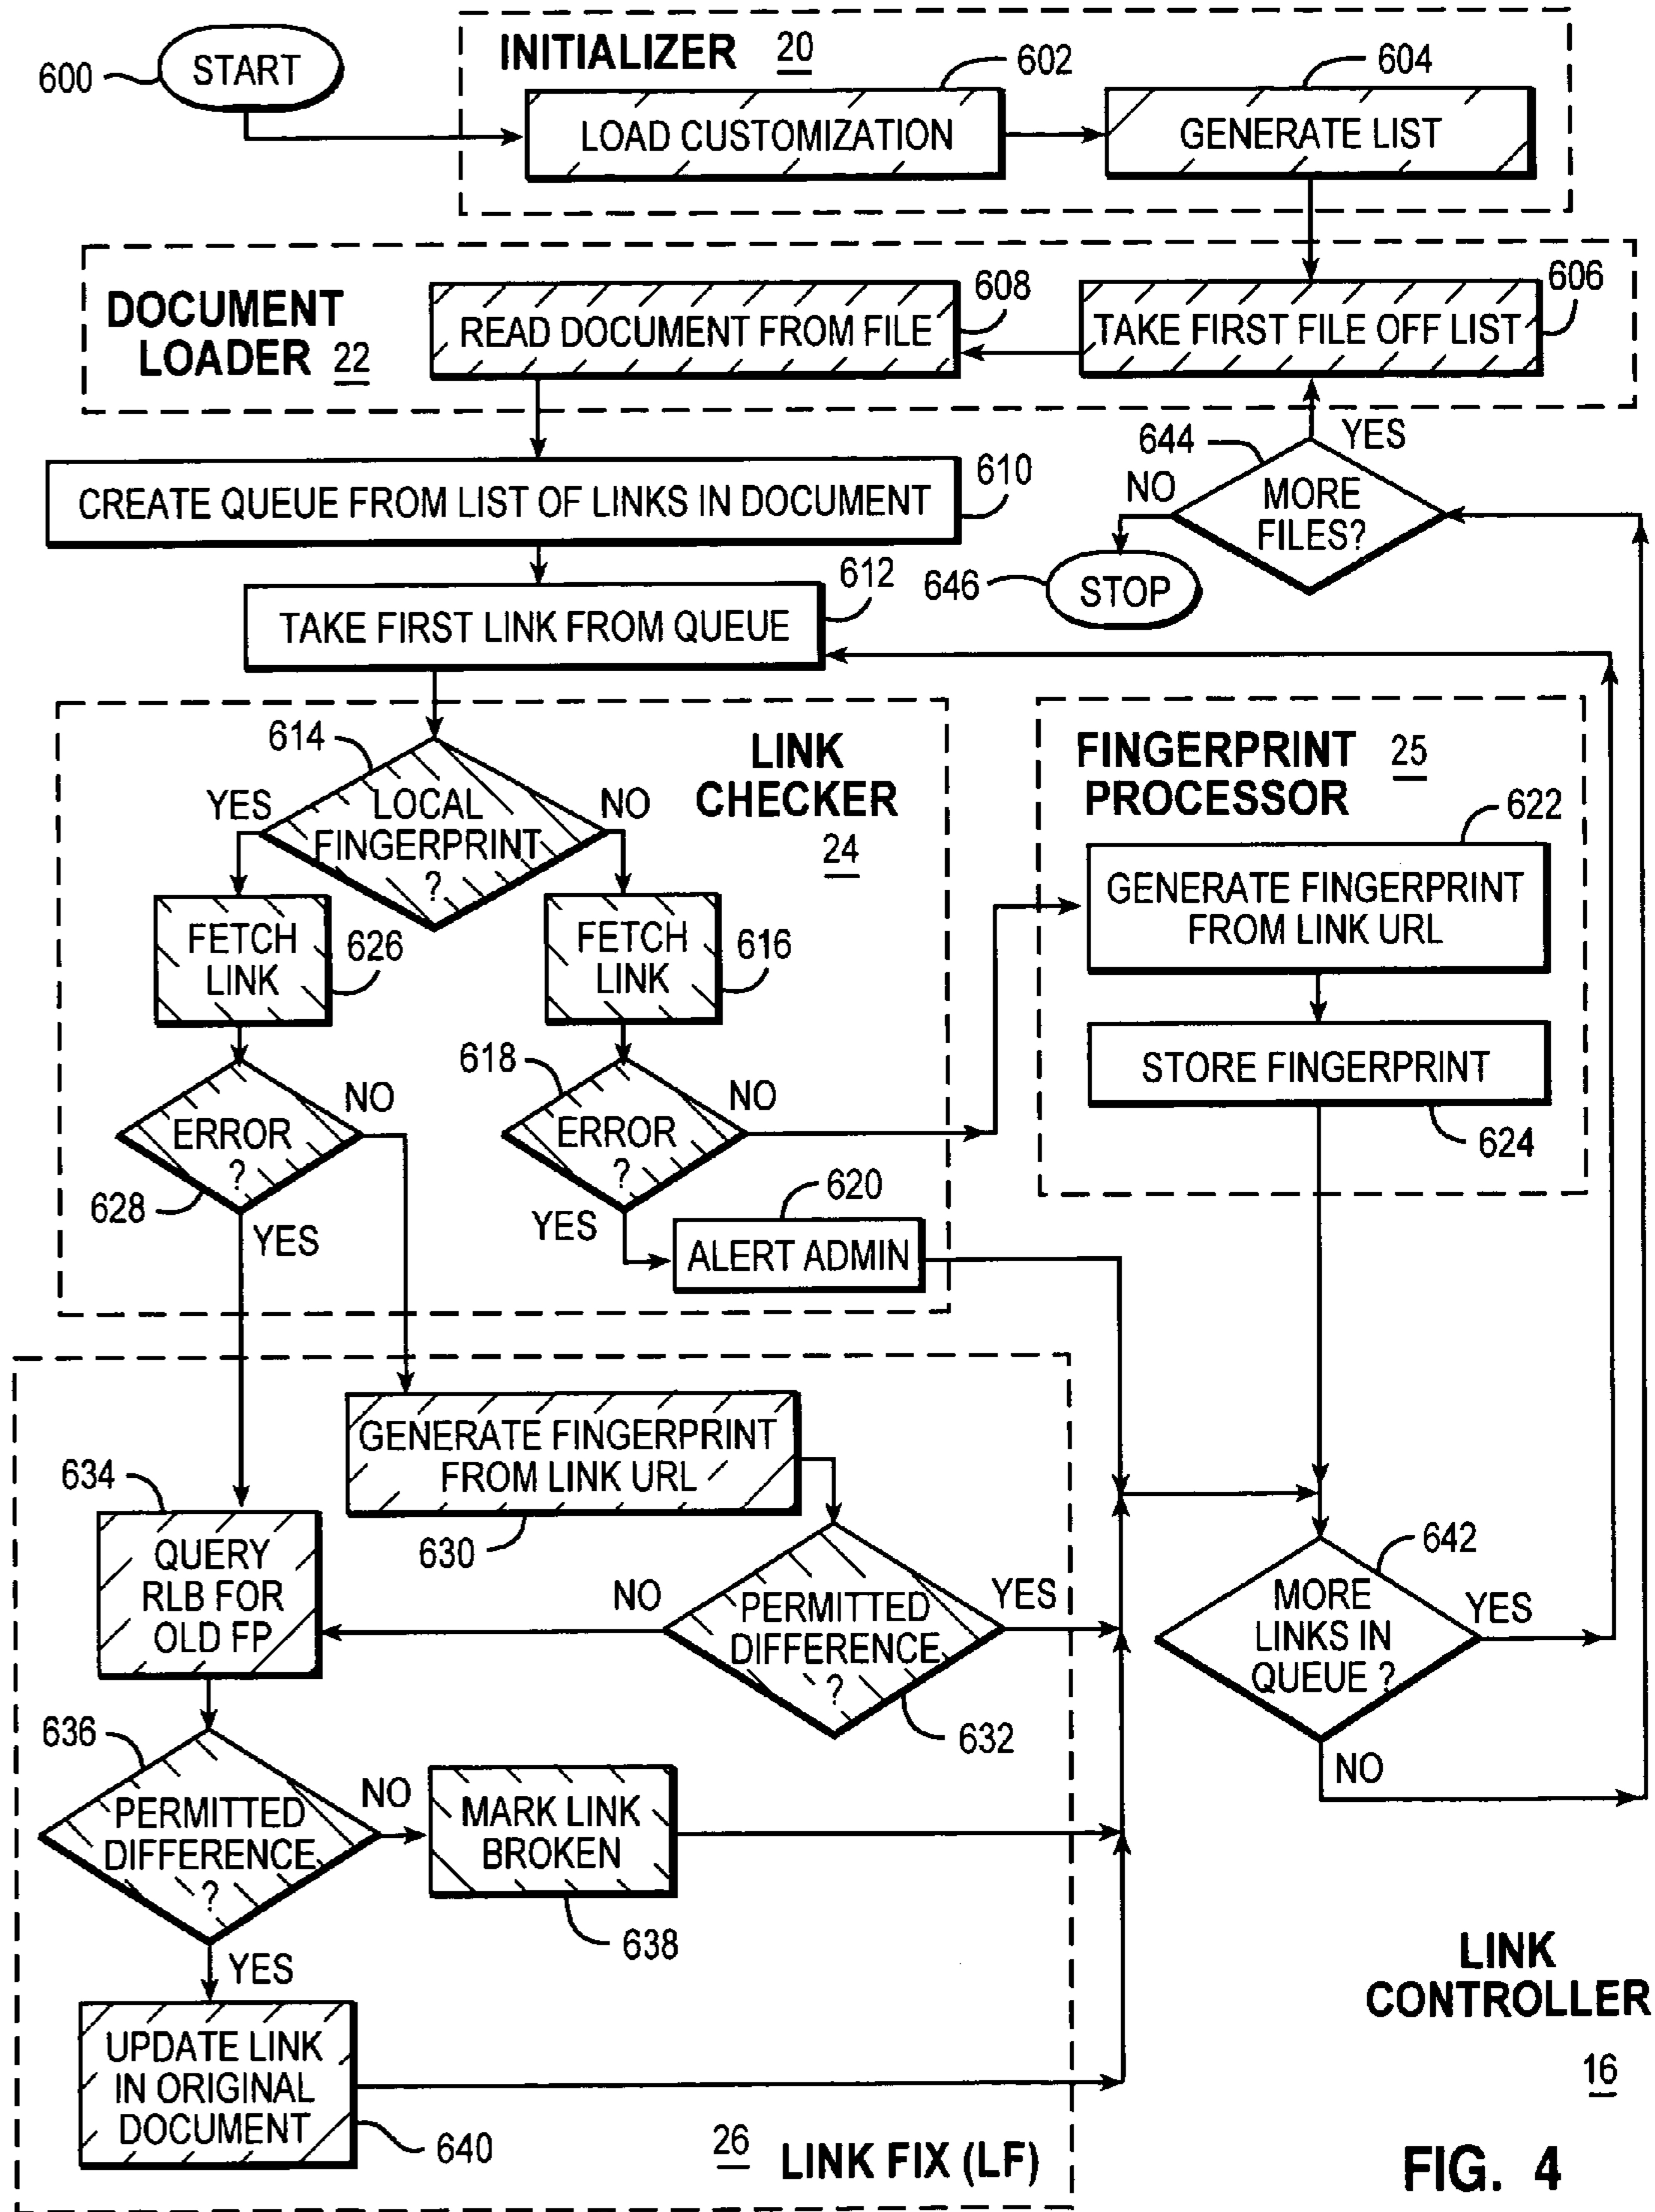 600
START
INITIALIZER 20
602
604
LOAD CUSTOMIZATION
GENERATE LIST
DOCUMENT
LOADER 22
608
606
READ DOCUMENT FROM FILE
TAKE FIRST FILE OFF LIST
610
CREATE QUEUE FROM LIST OF LINKS IN DOCUMENT
644
YES
NO
MORE
FILES?
646
STOP
612
TAKE FIRST LINK FROM QUEUE
614
LINK
CHECKER
24
YES
NO
LOCAL
FINGERPRINT
?
FETCH
LINK
626
FETCH
LINK
616
FINGERPRINT
PROCESSOR
25
622
GENERATE FINGERPRINT
FROM LINK URL
STORE FINGERPRINT
624
618
NO
ERROR
?
628
YES
NO
ERROR
?
YES
620
ALERT ADMIN
GENERATE FINGERPRINT
FROM LINK URL
630
634
QUERY
RLB FOR
OLD FP
NO
PERMITTED
DIFFERENCE
?
YES
632
642
MORE
LINKS IN
QUEUE ?
YES
NO
636
PERMITTED
DIFFERENCE
?
NO
MARK LINK
BROKEN
638
YES
UPDATE LINK
IN ORIGINAL
DOCUMENT
640
26 LINK FIX (LF)
LINK
CONTROLLER
16
FIG. 4